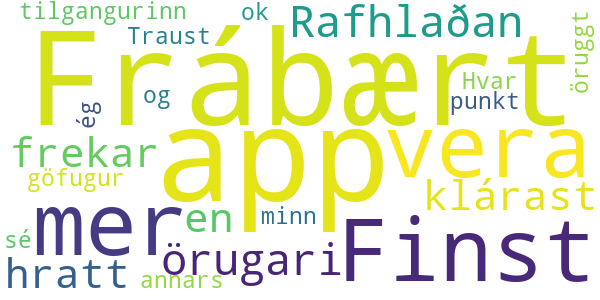 tilgangurinn ok Rafhlaðan
Traust
Frábært
Hvar öruggt
ég og punkt
app vera
frekar
göfugur klárast
mer en minn Finst
sé örugari
hratt annars